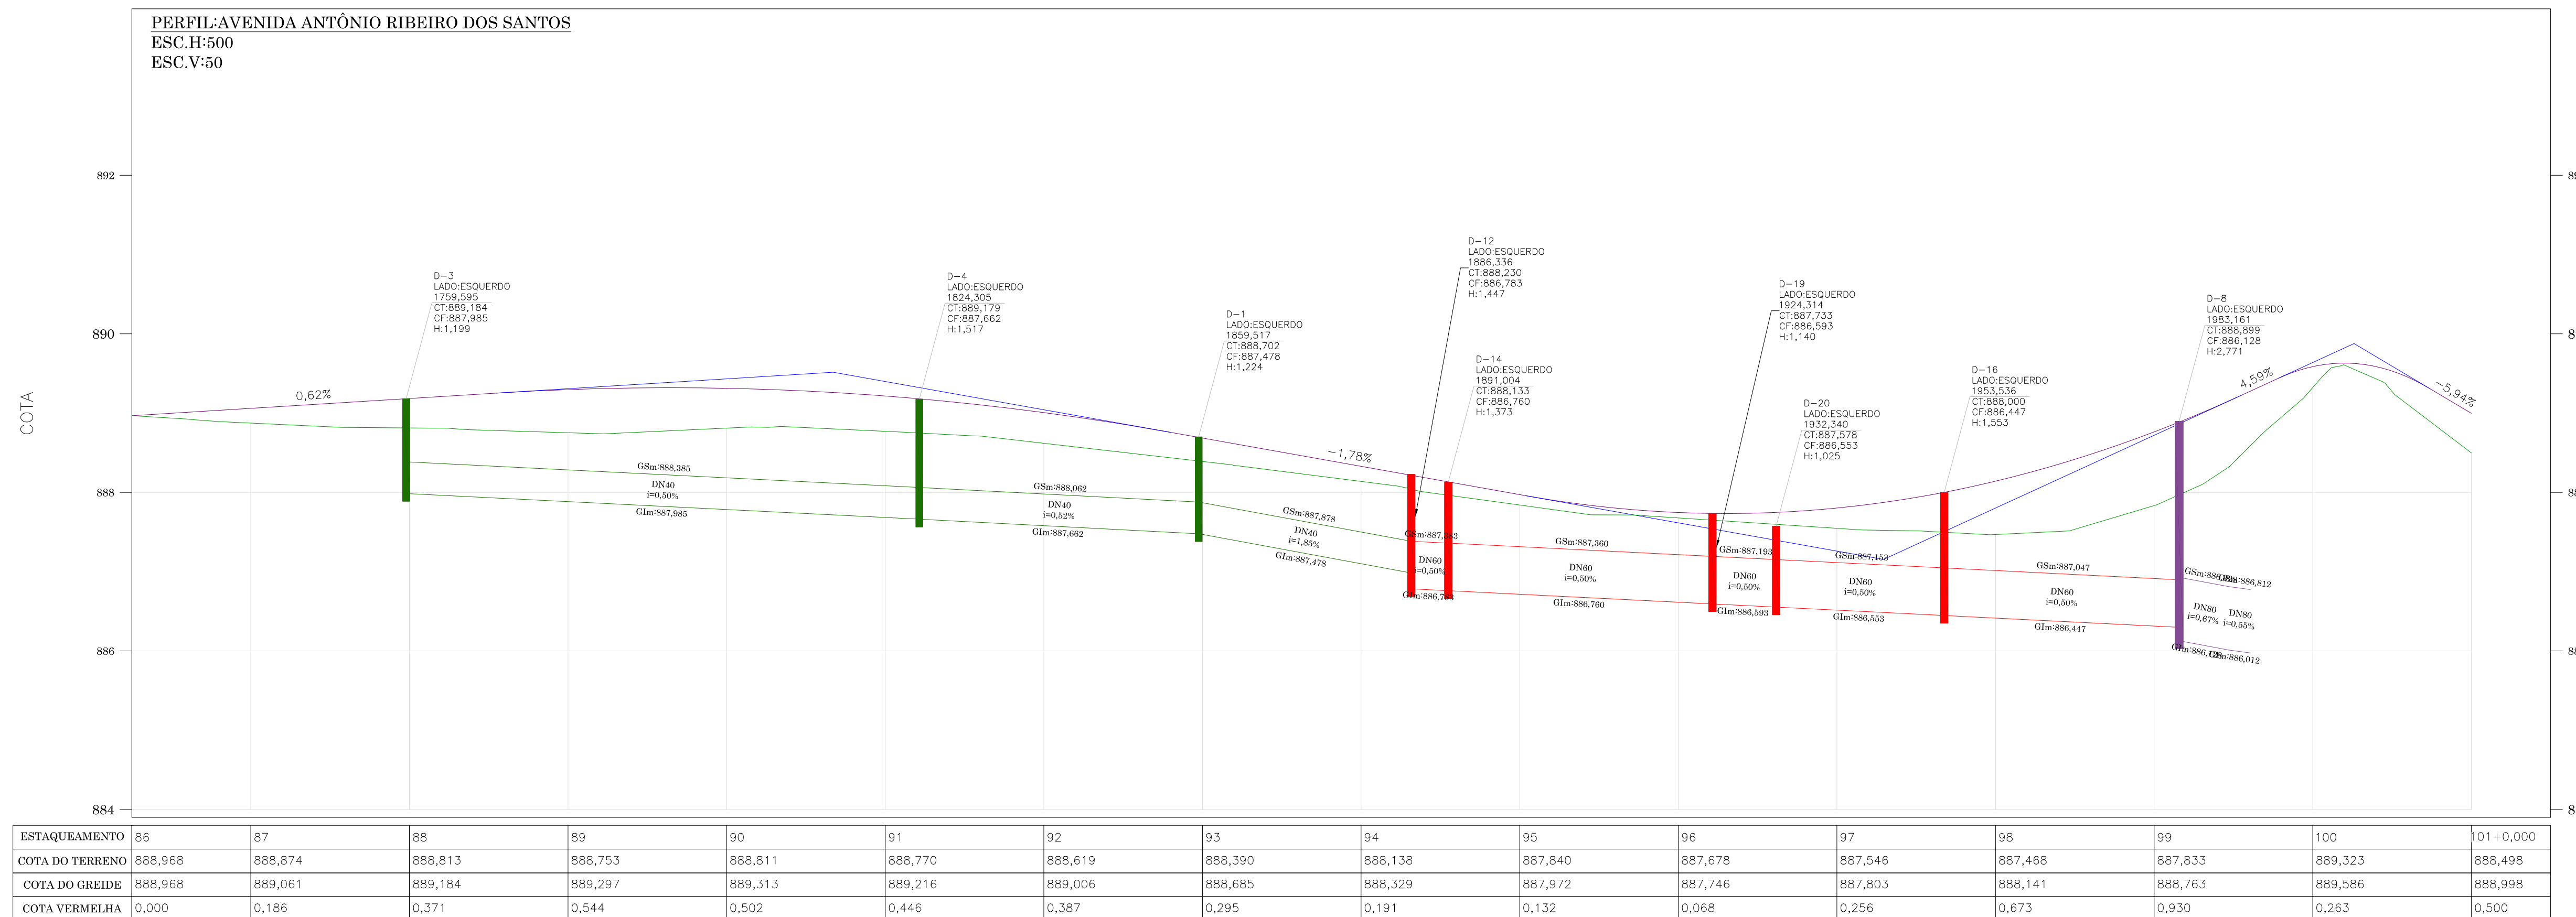 PERFIL:AVENIDA ANTÔNIO RIBEIRO DOS SANTOS
ESC.H:500
ESC.V:50
COTA
892
890
888
886
884
0,62%
-1,78%
4,59%
-5,94%
D-3
LADO:ESQUERDO
1759,595
CT:889,184
CF:887,985
H:1,199
D-4
LADO:ESQUERDO
1824,305
CT:889,179
CF:887,662
H:1,517
D-1
LADO:ESQUERDO
1859,517
CT:888,702
CF:887,478
H:1,224
D-12
LADO:ESQUERDO
1886,336
CT:888,230
CF:886,783
H:1,447
D-14
LADO:ESQUERDO
1891,004
CT:888,133
CF:886,760
H:1,373
D-19
LADO:ESQUERDO
1924,314
CT:887,733
CF:886,593
H:1,140
D-20
LADO:ESQUERDO
1932,340
CT:887,578
CF:886,553
H:1,025
D-16
LADO:ESQUERDO
1953,536
CT:888,000
CF:886,447
H:1,553
D-8
LADO:ESQUERDO
1983,161
CT:888,899
CF:886,128
H:2,771
GSm:888,385
DN40
i=0,50%
GIm:887,985
GSm:888,062
DN40
i=0,52%
GIm:887,662
GSm:887,878
DN40
i=1,85%
GIm:887,478
DN60
i=0,50%
GIm:886,783
GSm:887,360
DN60
i=0,50%
GIm:886,760
GSm:887,193
DN60
i=0,50%
GIm:886,593
GSm:887,153
DN60
i=0,50%
GIm:886,553
GSm:887,047
DN60
i=0,50%
GIm:886,447
DN80
i=0,67%
886,812
DN80
i=0,55%
886,012
ESTAQUEAMENTO 86 87 88 89 90 91 92 93 94 95 96 97 98 99 100 101+0,000
COTA DO TERRENO 888,968 888,874 888,813 888,753 888,811 888,770 888,619 888,390 888,138 887,840 887,678 887,546 887,468 887,833 889,323 888,498
COTA DO GREIDE 888,968 889,061 889,184 889,297 889,313 889,216 889,006 888,685 888,329 887,972 887,746 887,803 888,141 888,763 889,586 888,998
COTA VERMELHA 0,000 0,186 0,371 0,544 0,502 0,446 0,387 0,295 0,191 0,132 0,068 0,256 0,673 0,930 0,263 0,500